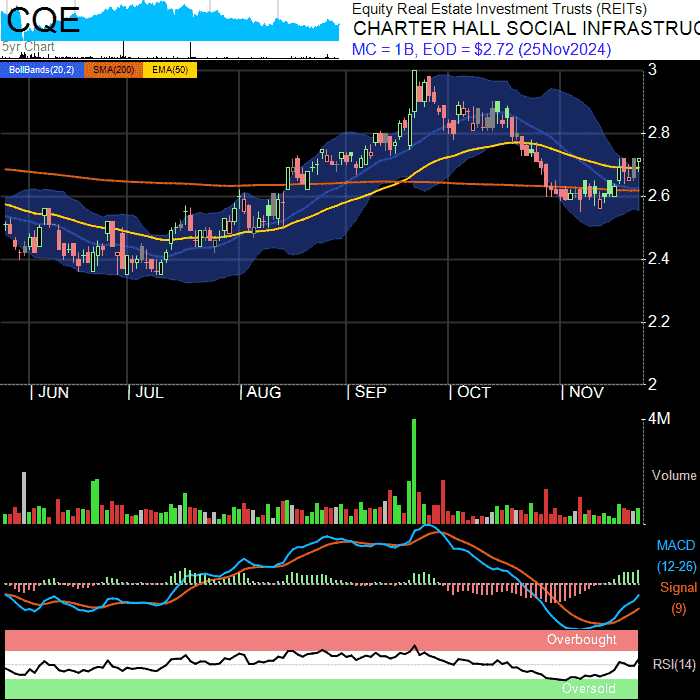 CQE
5yr Chart
Equity Real Estate Investment Trusts (REITs)
CHARTER HALL SOCIAL INFRASTRUC
MC = 1B, EOD = $2.72 (25Nov2024)
BollBands(20,2) SMA(200) EMA(50)
3
2.8
2.6
2.4
2.2
2
JUN JUL AUG SEP OCT NOV
4M
Volume
MACD
(12-26)
Signal
(9)
Overbought
RSI(14)
Oversold